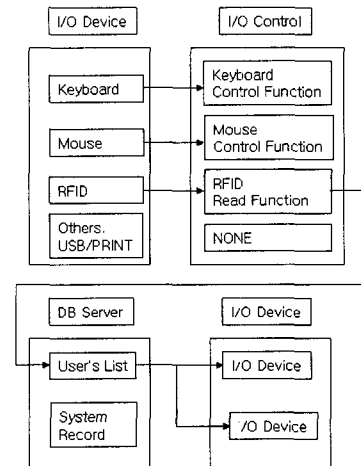 I/O Device
I/O Control
Keyboard
Keyboard
Control Function
Mouse
Mouse
Control Function
RFID
RFID
Read Function
Others.
USB/PRINT
NONE
DB Server
I/O Device
User's List
I/O Device
System
Record
I/O Device